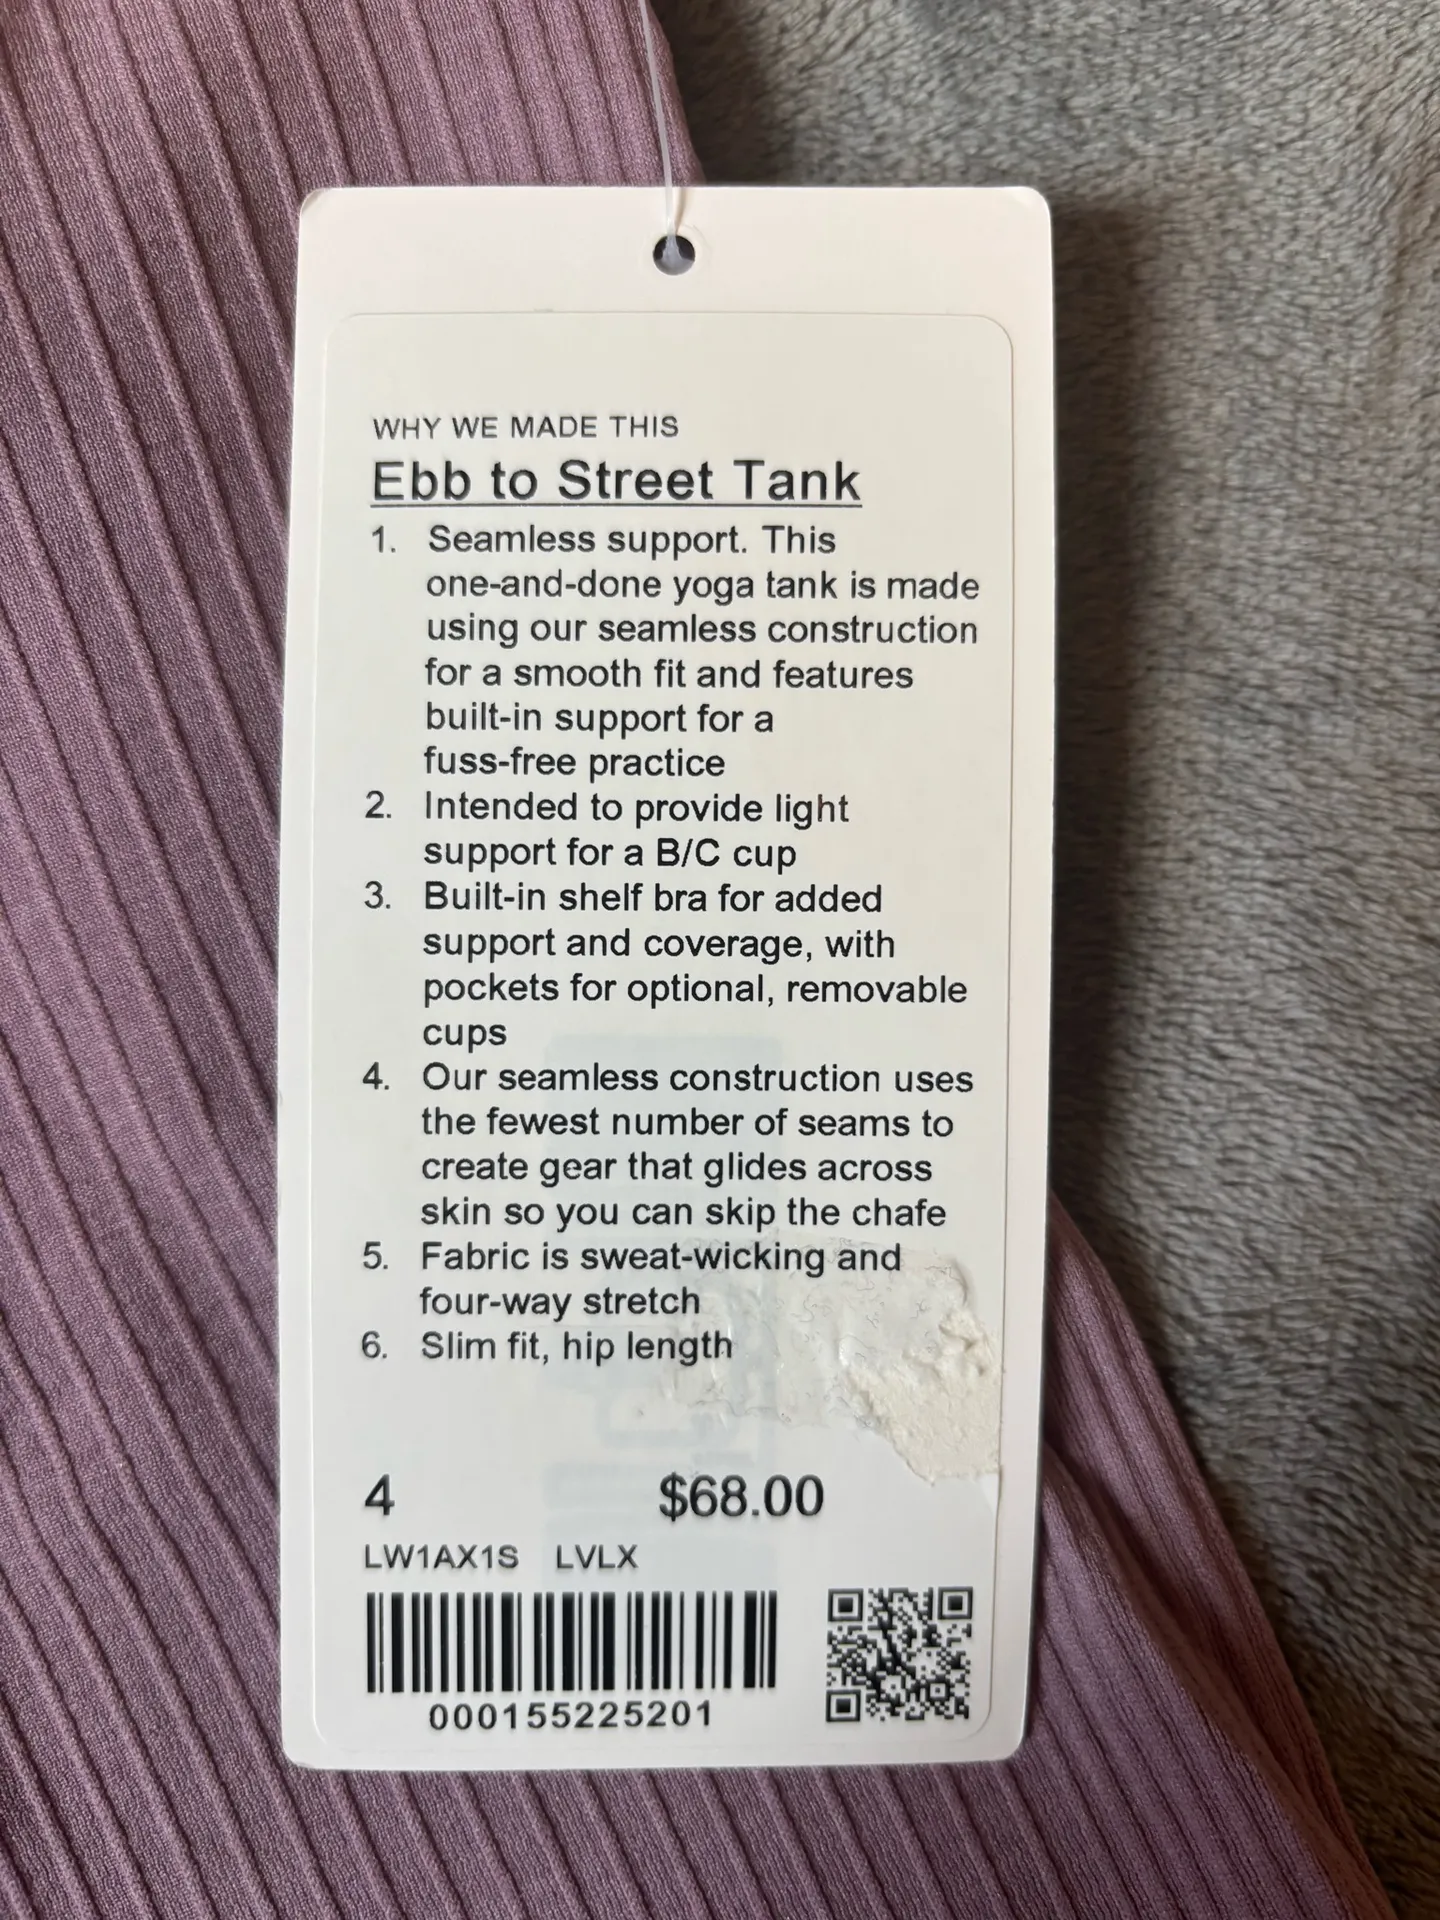 WHY WE MADE THIS
Ebb to Street Tank
1. Seamless support. This
one-and-done yoga tank is made
using our seamless construction
for a smooth fit and features
built-in support for a
fuss-free practice
2. Intended to provide light
support for a B/C cup
3. Built-in shelf bra for added
support and coverage, with
pockets for optional, removable
cups
4. Our seamless construction uses
the fewest number of seams to
create gear that glides across
skin so you can skip the chafe
5. Fabric is sweat-wicking and
four-way stretch
6. Slim fit, hip length
4 $68.00
LW1AX1S LVLX
000155225201